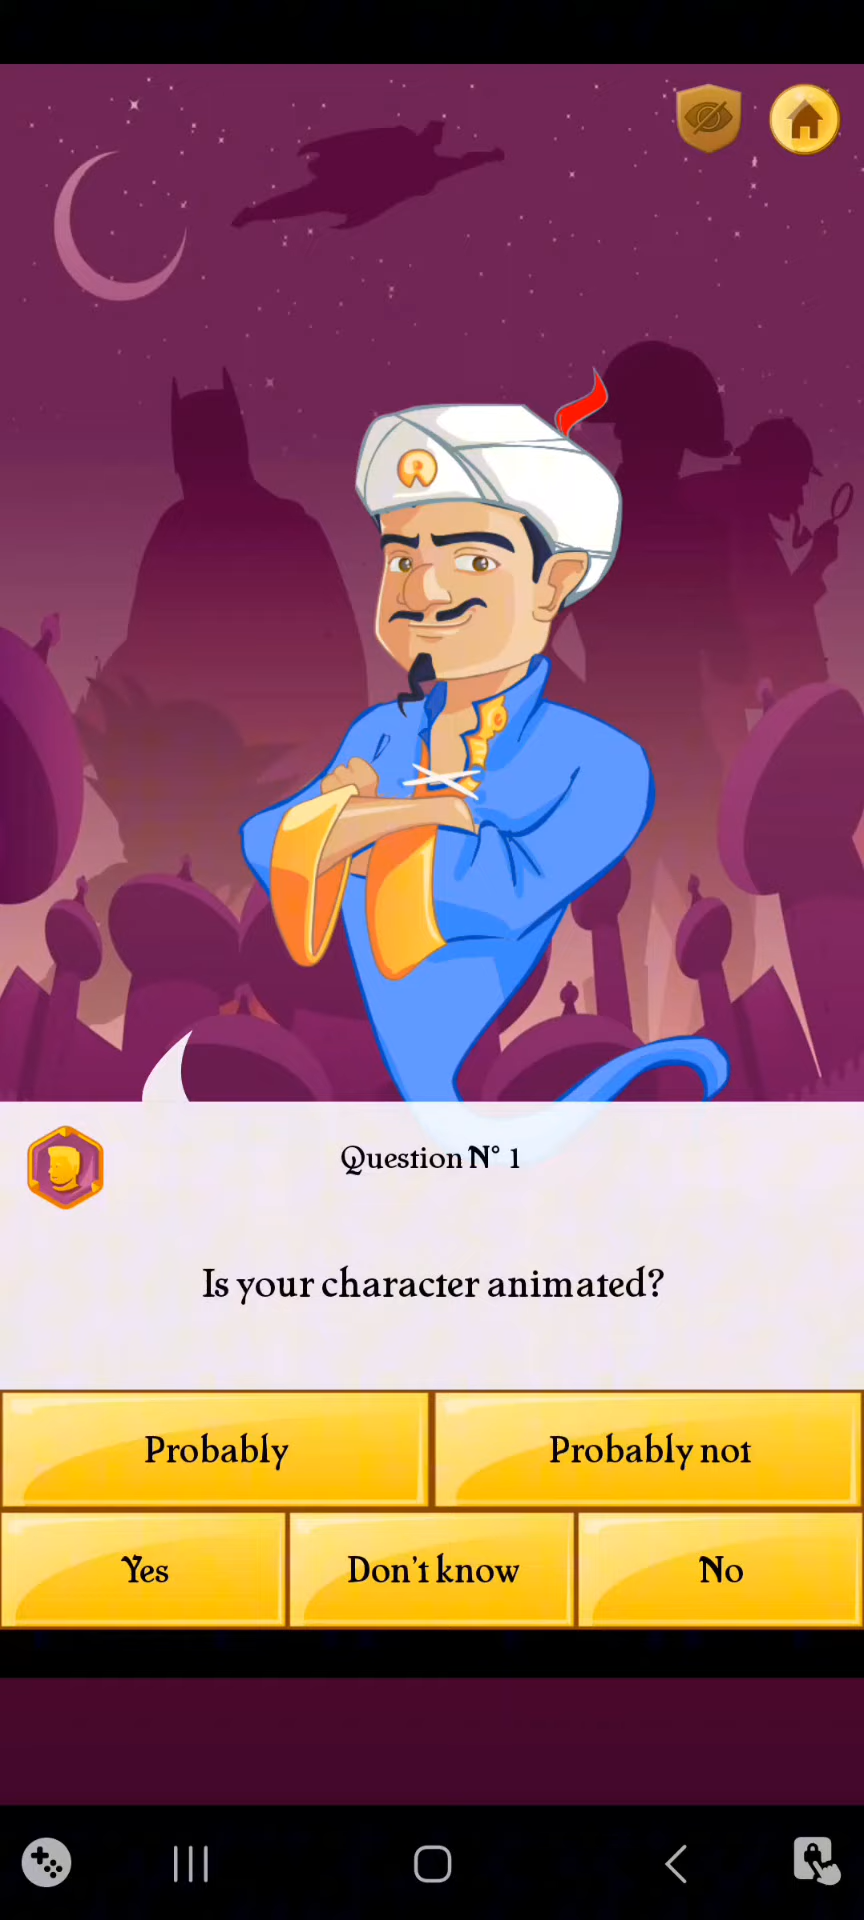 Question N° 1
Is your character animated?
Probably
Probably not
Yes
Don't know
No